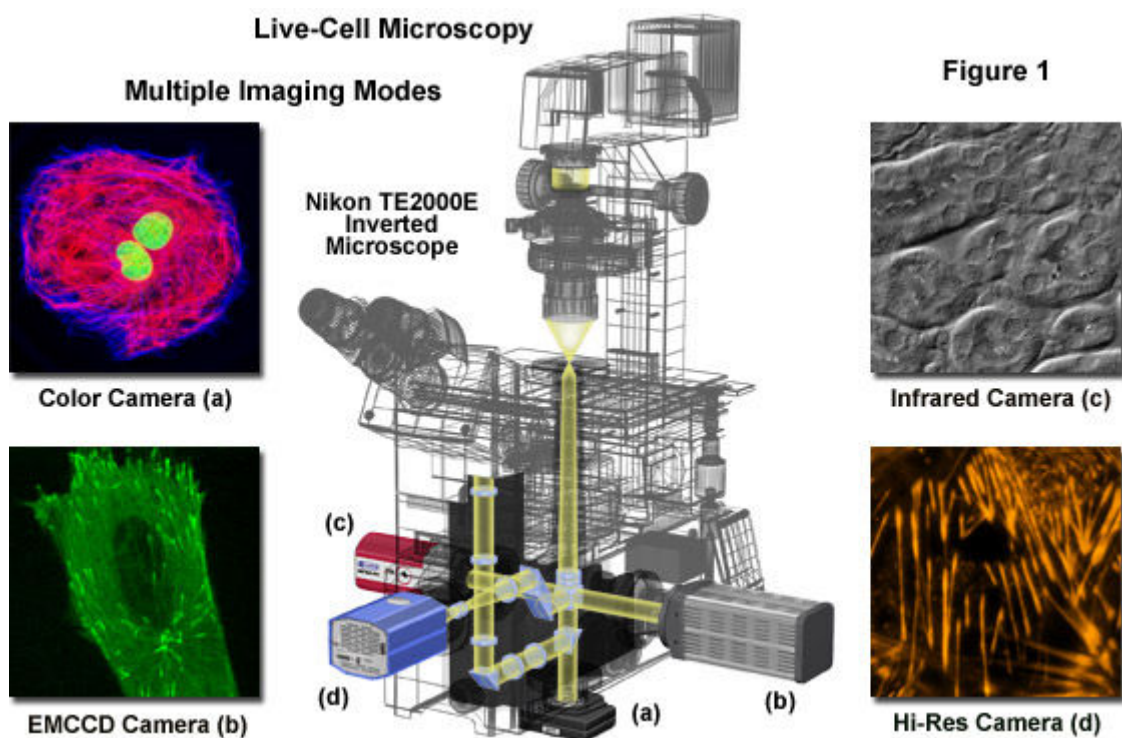 Live-Cell Microscopy
Multiple Imaging Modes
Figure 1
Nikon TE2000E
Inverted
Microscope
Color Camera (a)
Infrared Camera (c)
(c)
(d)
(a)
(b)
EMCCD Camera (b)
Hi-Res Camera (d)